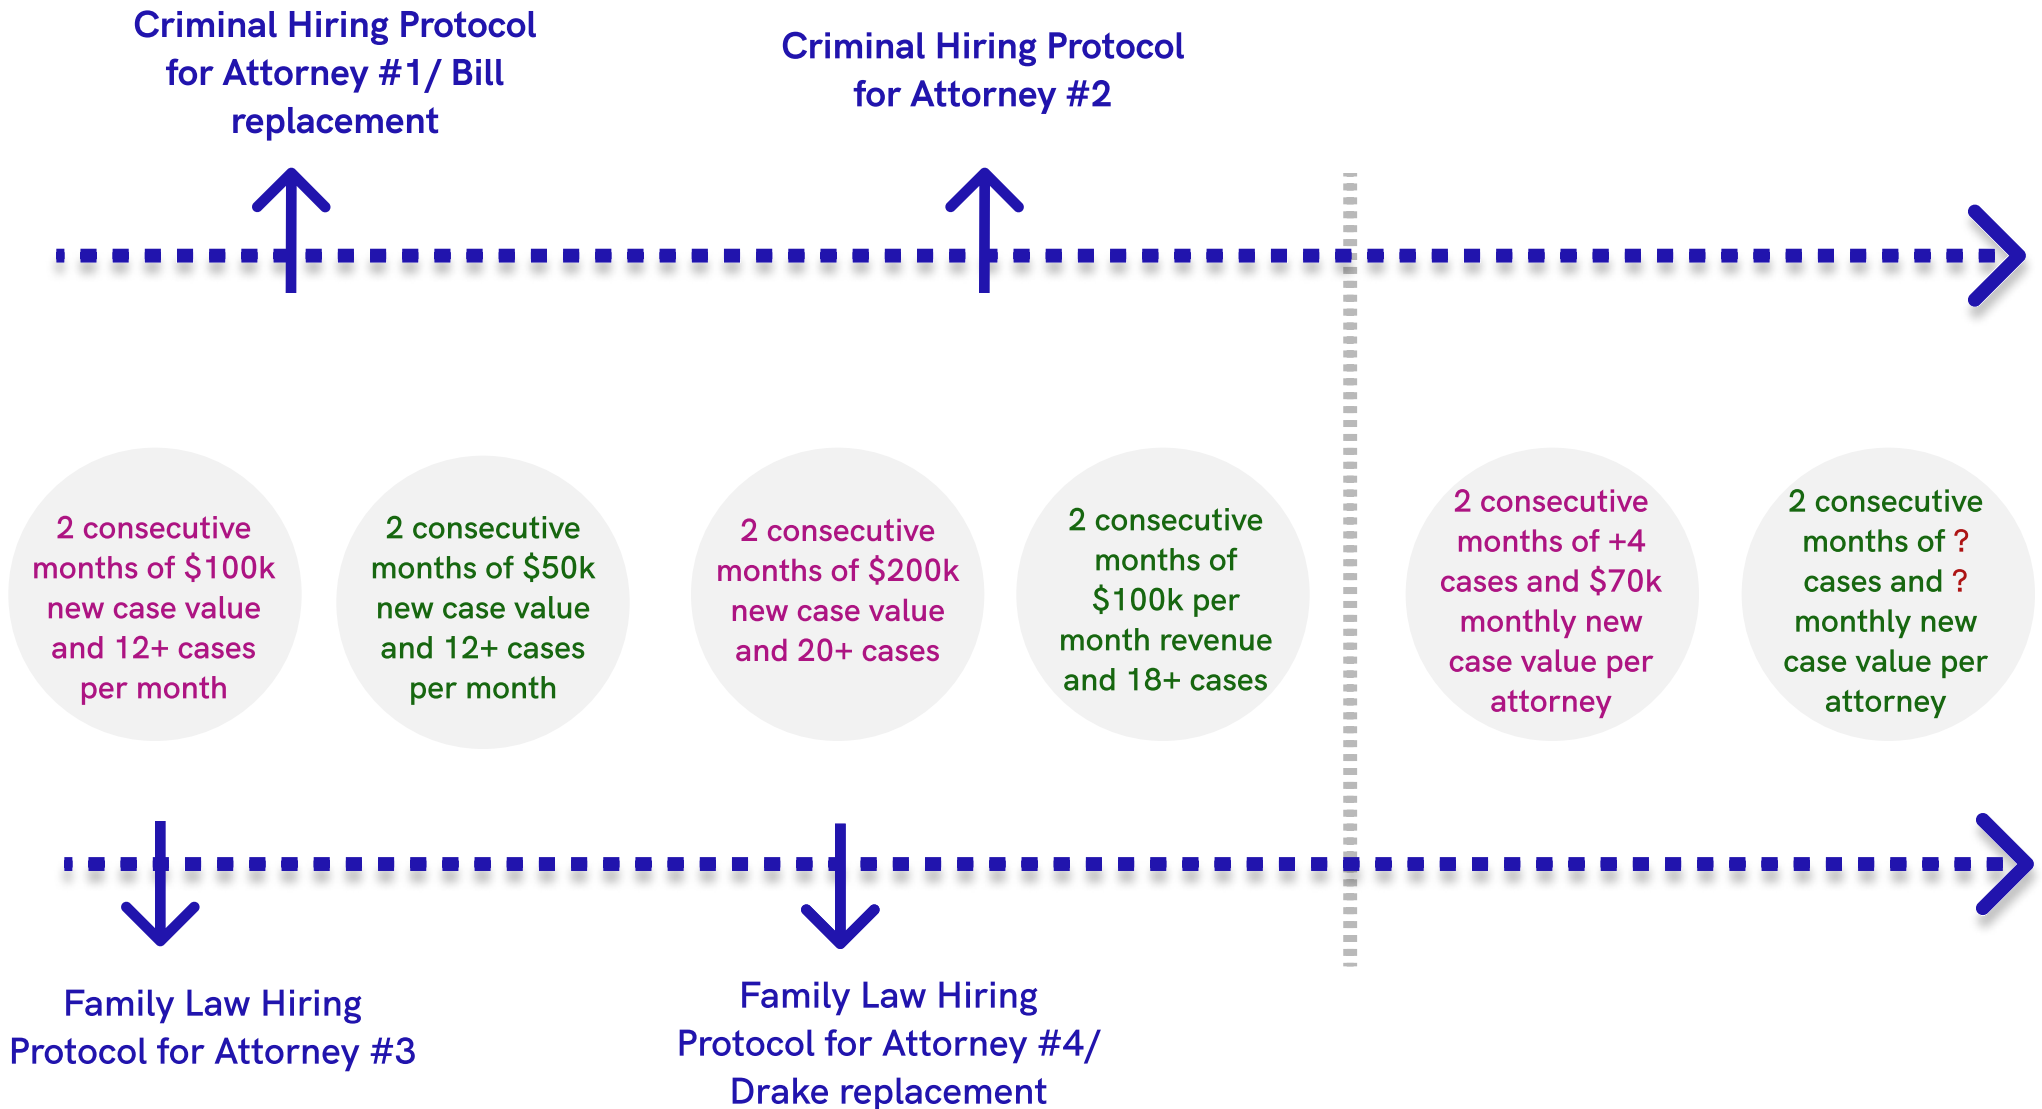 Criminal Hiring Protocol
for Attorney #1/ Bill
replacement
Criminal Hiring Protocol
for Attorney #2
2 consecutive
months of $100k
new case value
and 12+ cases
per month
2 consecutive
months of $50k
new case value
and 12+ cases
per month
2 consecutive
months of $200k
new case value
and 20+ cases
2 consecutive
months of
$100k per
month revenue
and 18+ cases
2 consecutive
months of +4
cases and $70k
monthly new
case value per
attorney
2 consecutive
months of ?
cases and ?
monthly new
case value per
attorney
Family Law Hiring
Protocol for Attorney #3
Family Law Hiring
Protocol for Attorney #4/
Drake replacement